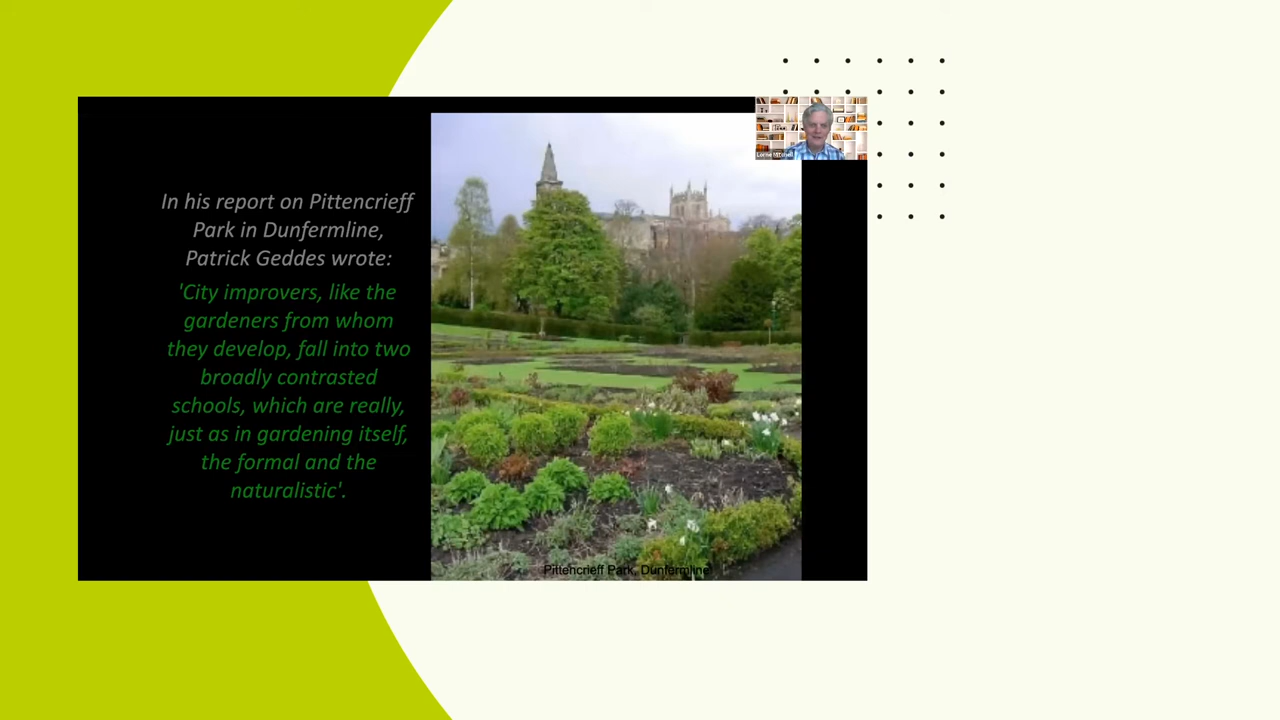 In his report on Pittencrieff
Park in Dunfermline,
Patrick Geddes wrote:
'City improvers, like the
gardeners from whom
they develop, fall into two
broadly contrasted
schools, which are really,
just as in gardening itself,
the formal and the
naturalistic'.
Lorne Mitchell
Pittencrieff Park, Dunfermline